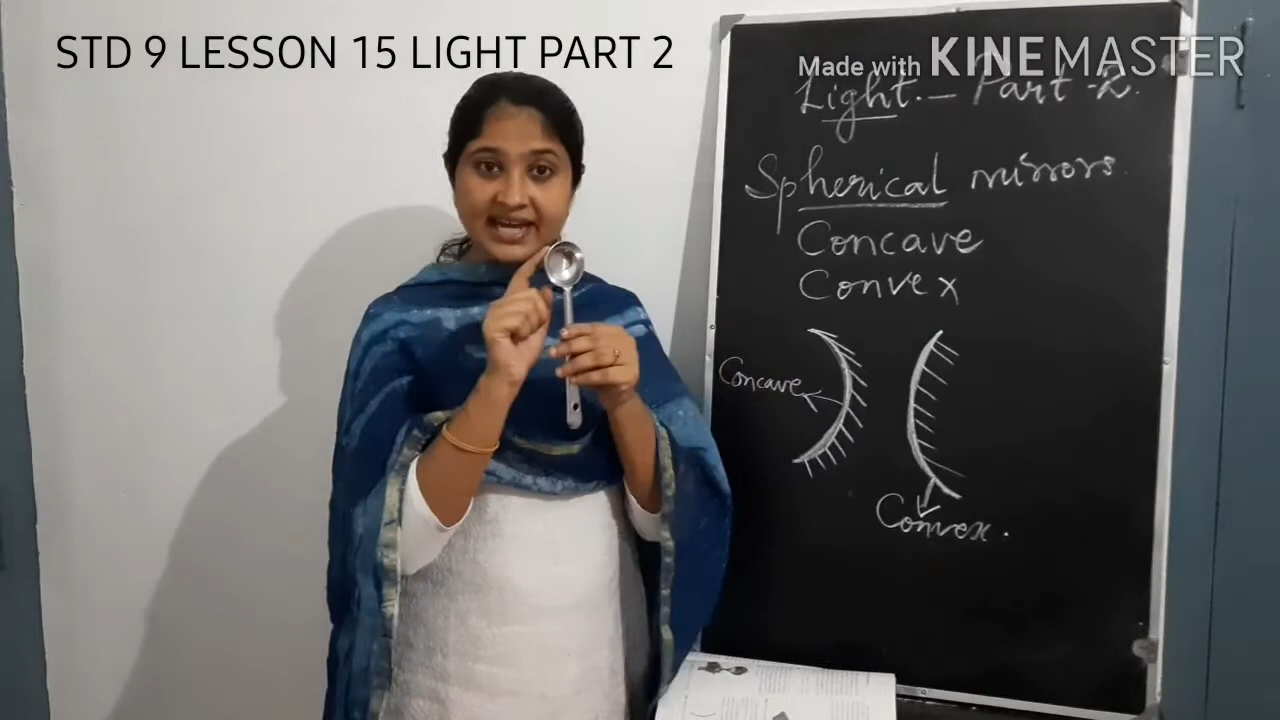 STD 9 LESSON 15 LIGHT PART 2
Made with KINEMASTER
Light. - Part -2.
Spherical mirrors.
Concave
Convex
Concave
Convex.